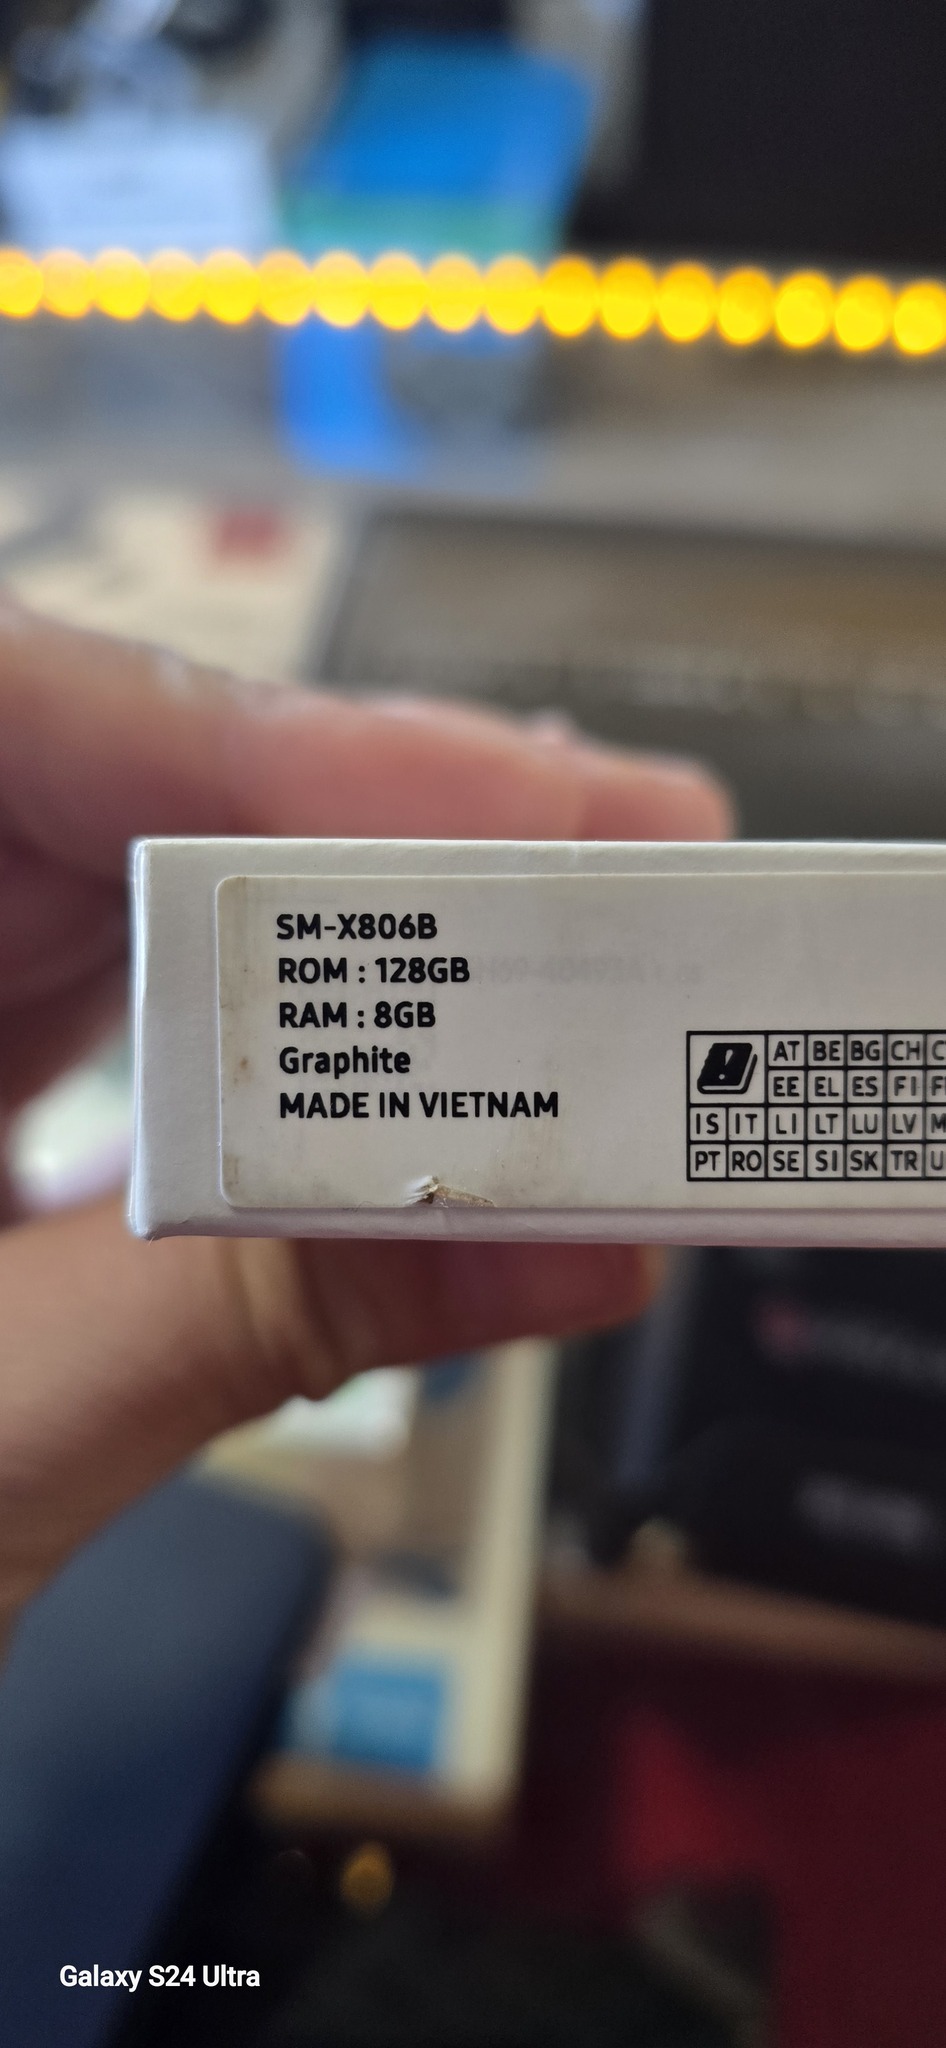 SM-X806B
ROM : 128GB
RAM : 8GB
Graphite
MADE IN VIETNAM
! AT BE BG CH
EE EL ES FI
IS IT LI LT LU LV
PT RO SE SI SK TR
Galaxy S24 Ultra